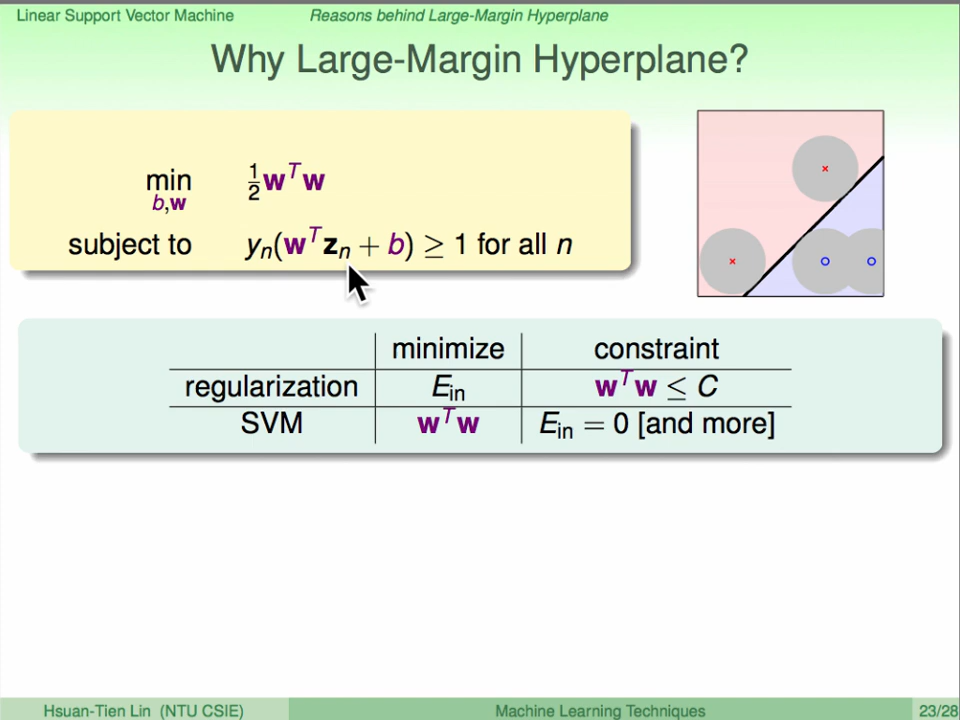 Linear Support Vector Machine Reasons behind Large-Margin Hyperplane
Why Large-Margin Hyperplane?
min ½wᵀw
b,w
subject to yₙ(wᵀzₙ + b) ≥ 1 for all n
minimize constraint
regularization E_in wᵀw ≤ C
SVM wᵀw E_in = 0 [and more]
Hsuan-Tien Lin (NTU CSIE) Machine Learning Techniques 23/28